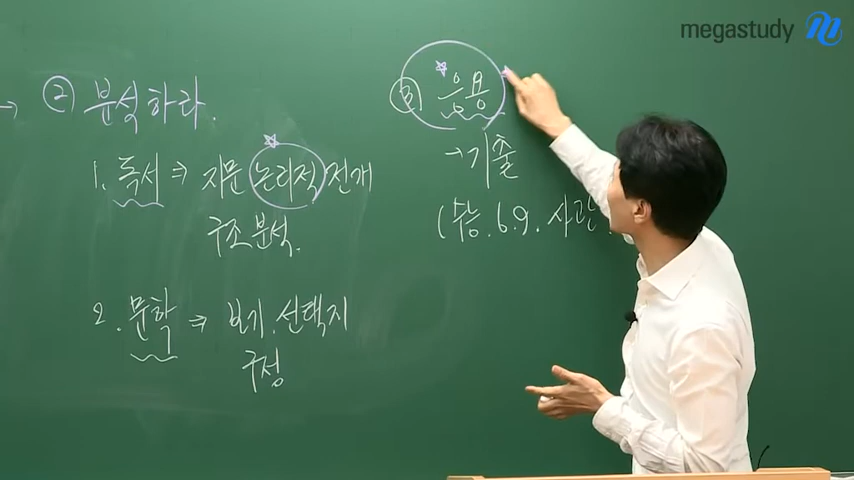 megastudy
→ ② 분석하라.
1. 독서 ⇒ 지문 논리적 전개
구조분석.
2. 문학 ⇒ 보기. 선택지
구성
③ 응용
→ 기출
(수능. 6.9. 사관